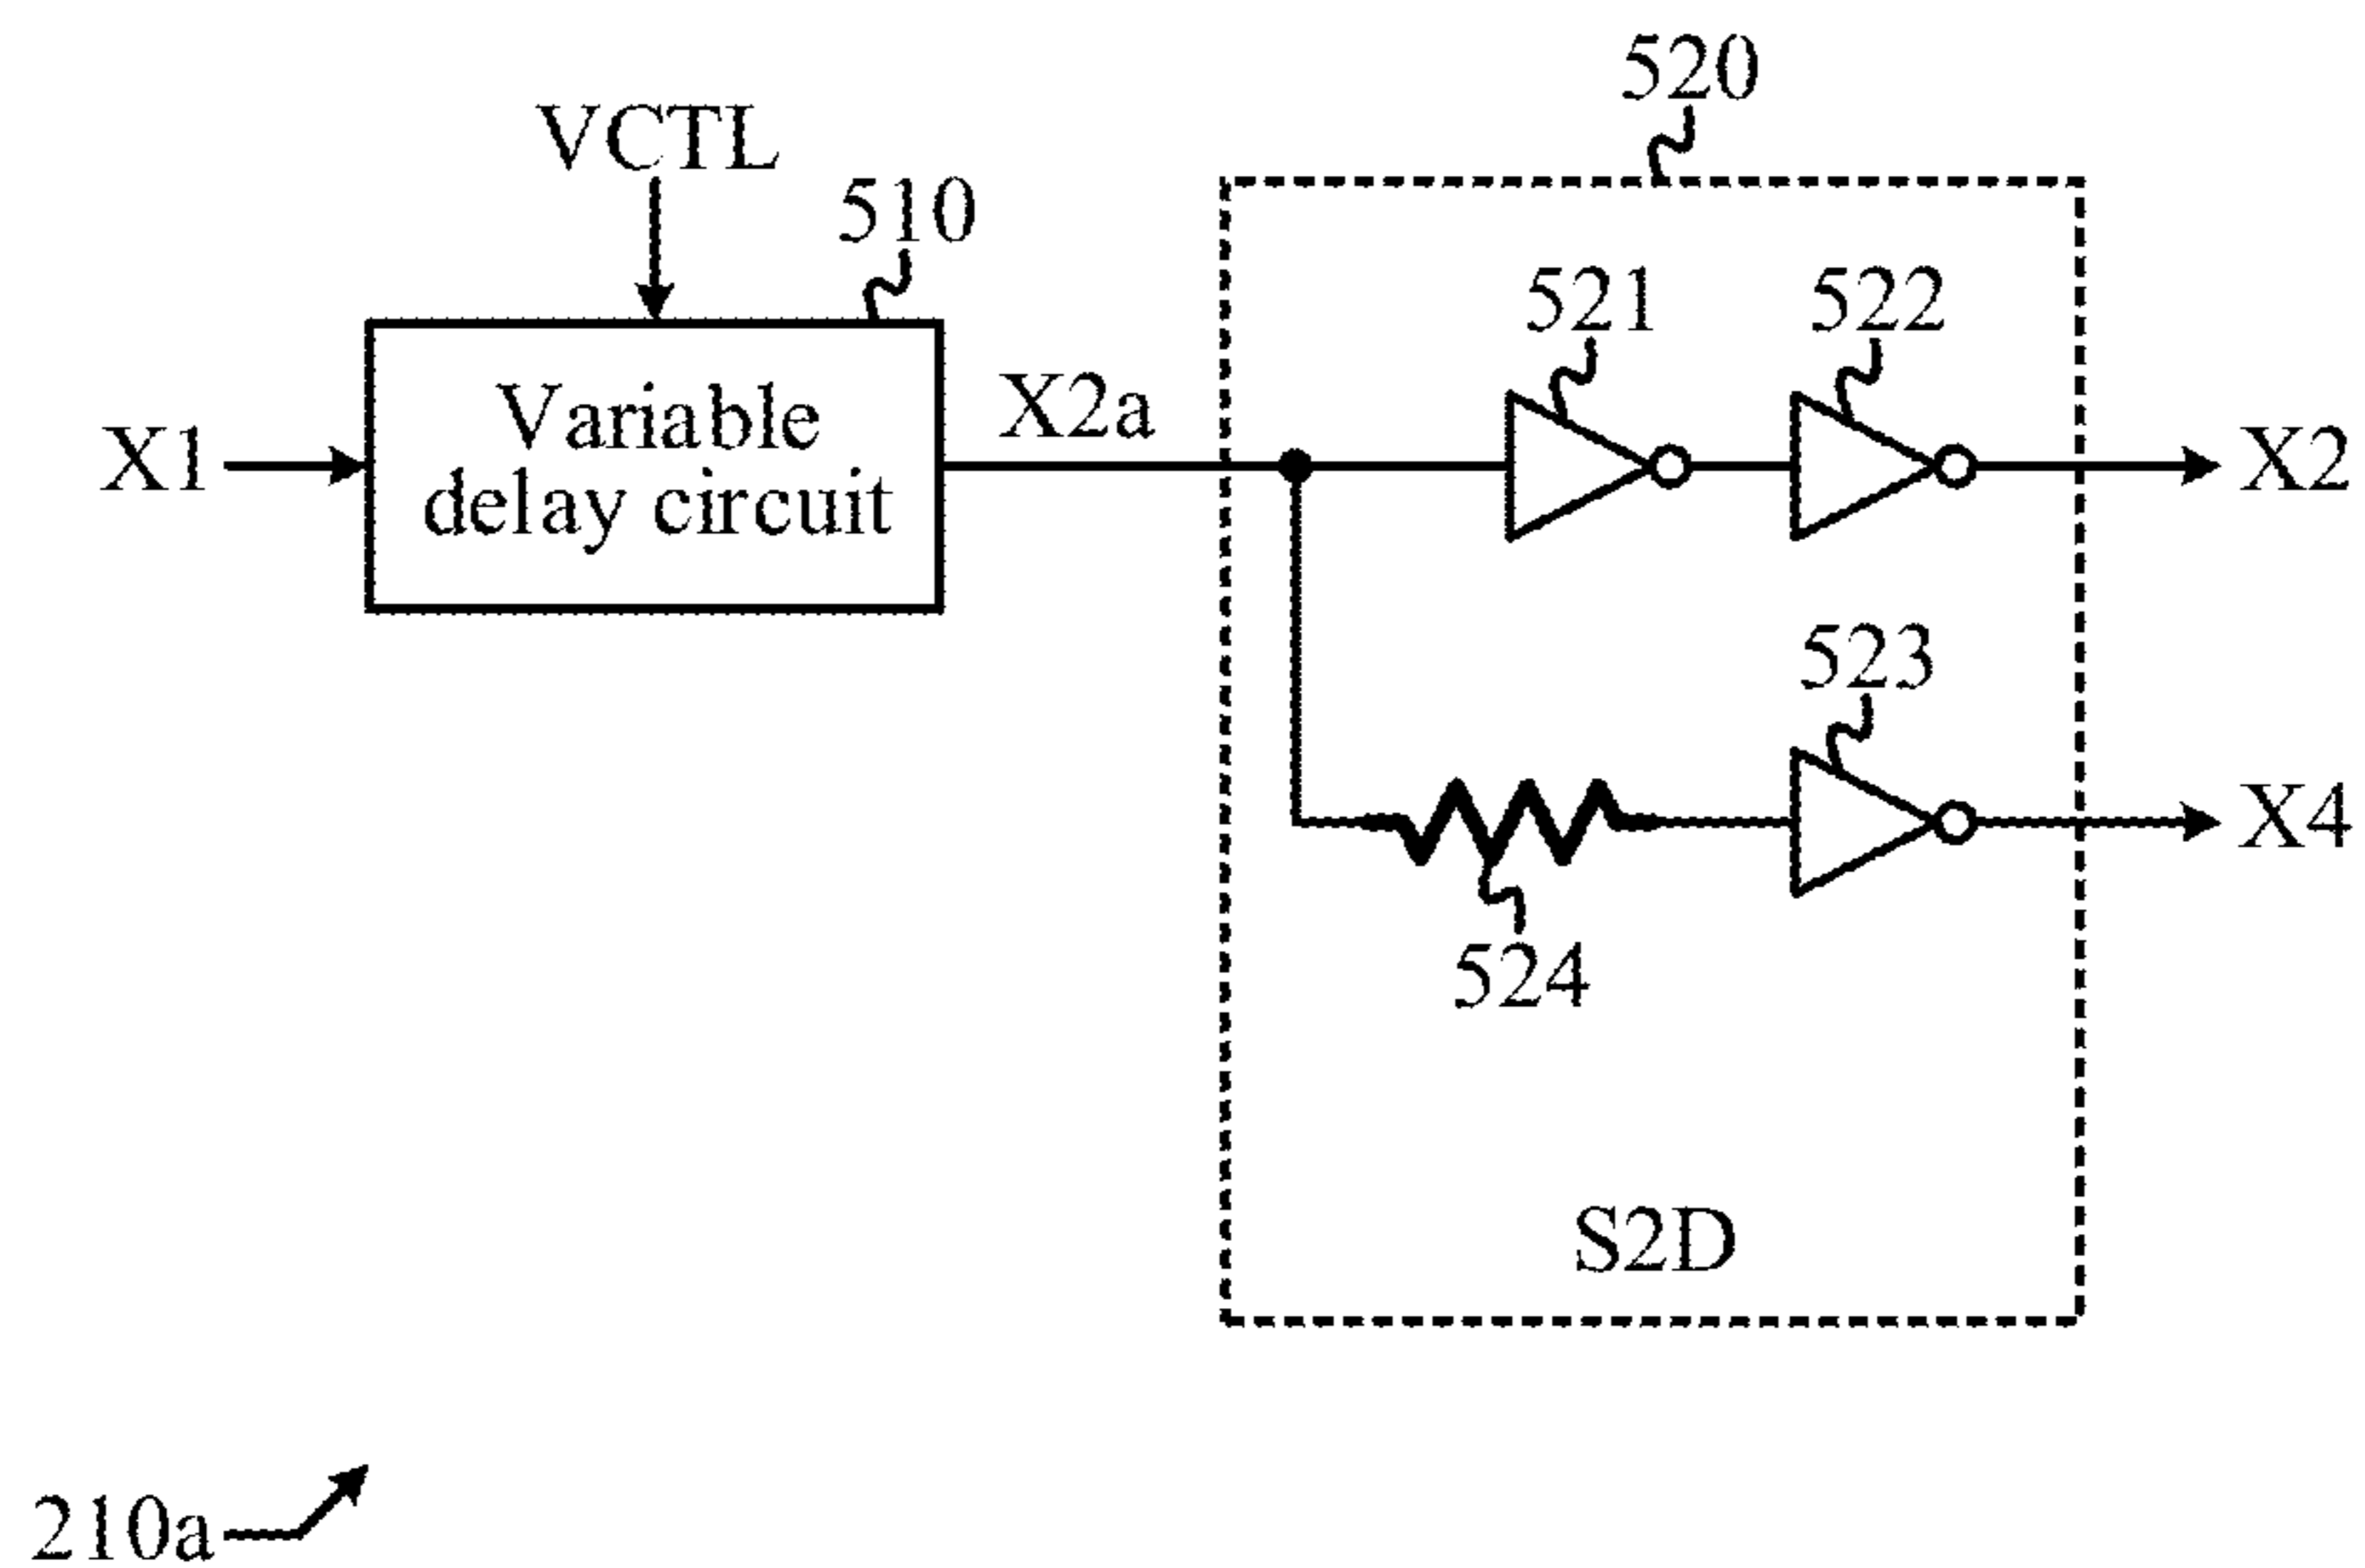 520
VCTL
510
521
522
X1
Variable
delay circuit
X2a
X2
523
X4
524
S2D
210a